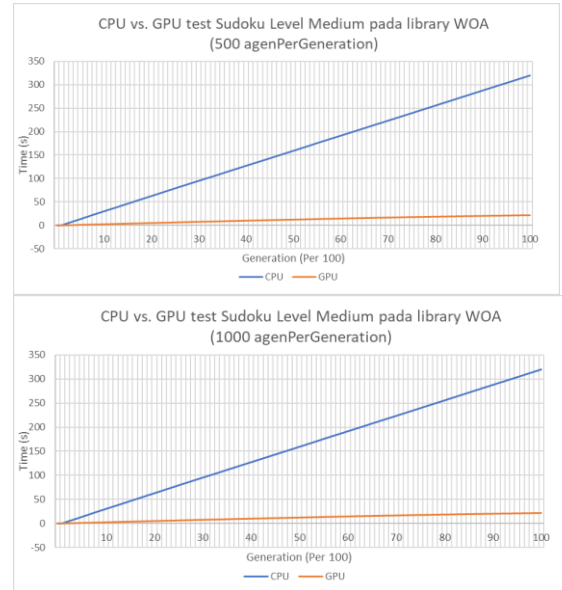 CPU vs. GPU test Sudoku Level Medium pada library WOA
(500 agenPerGeneration)
350
300
250
200
150
100
50
0
-50
Time (s)
10 20 30 40 50 60 70 80 90 100
Generation (Per 100)
CPU GPU
CPU vs. GPU test Sudoku Level Medium pada library WOA
(1000 agenPerGeneration)
350
300
250
200
150
100
50
0
-50
Time (s)
10 20 30 40 50 60 70 80 90 100
Generation (Per 100)
CPU GPU